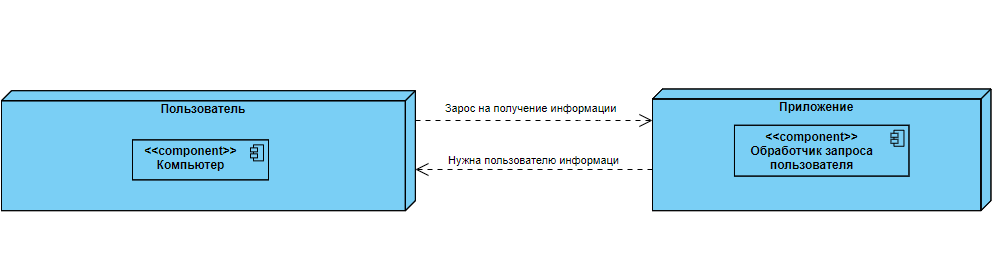 Пользователь
<<component>>
Компьютер
Зарос на получение информации
Нужна пользователю информаци
Приложение
<<component>>
Обработчик запроса
пользователя